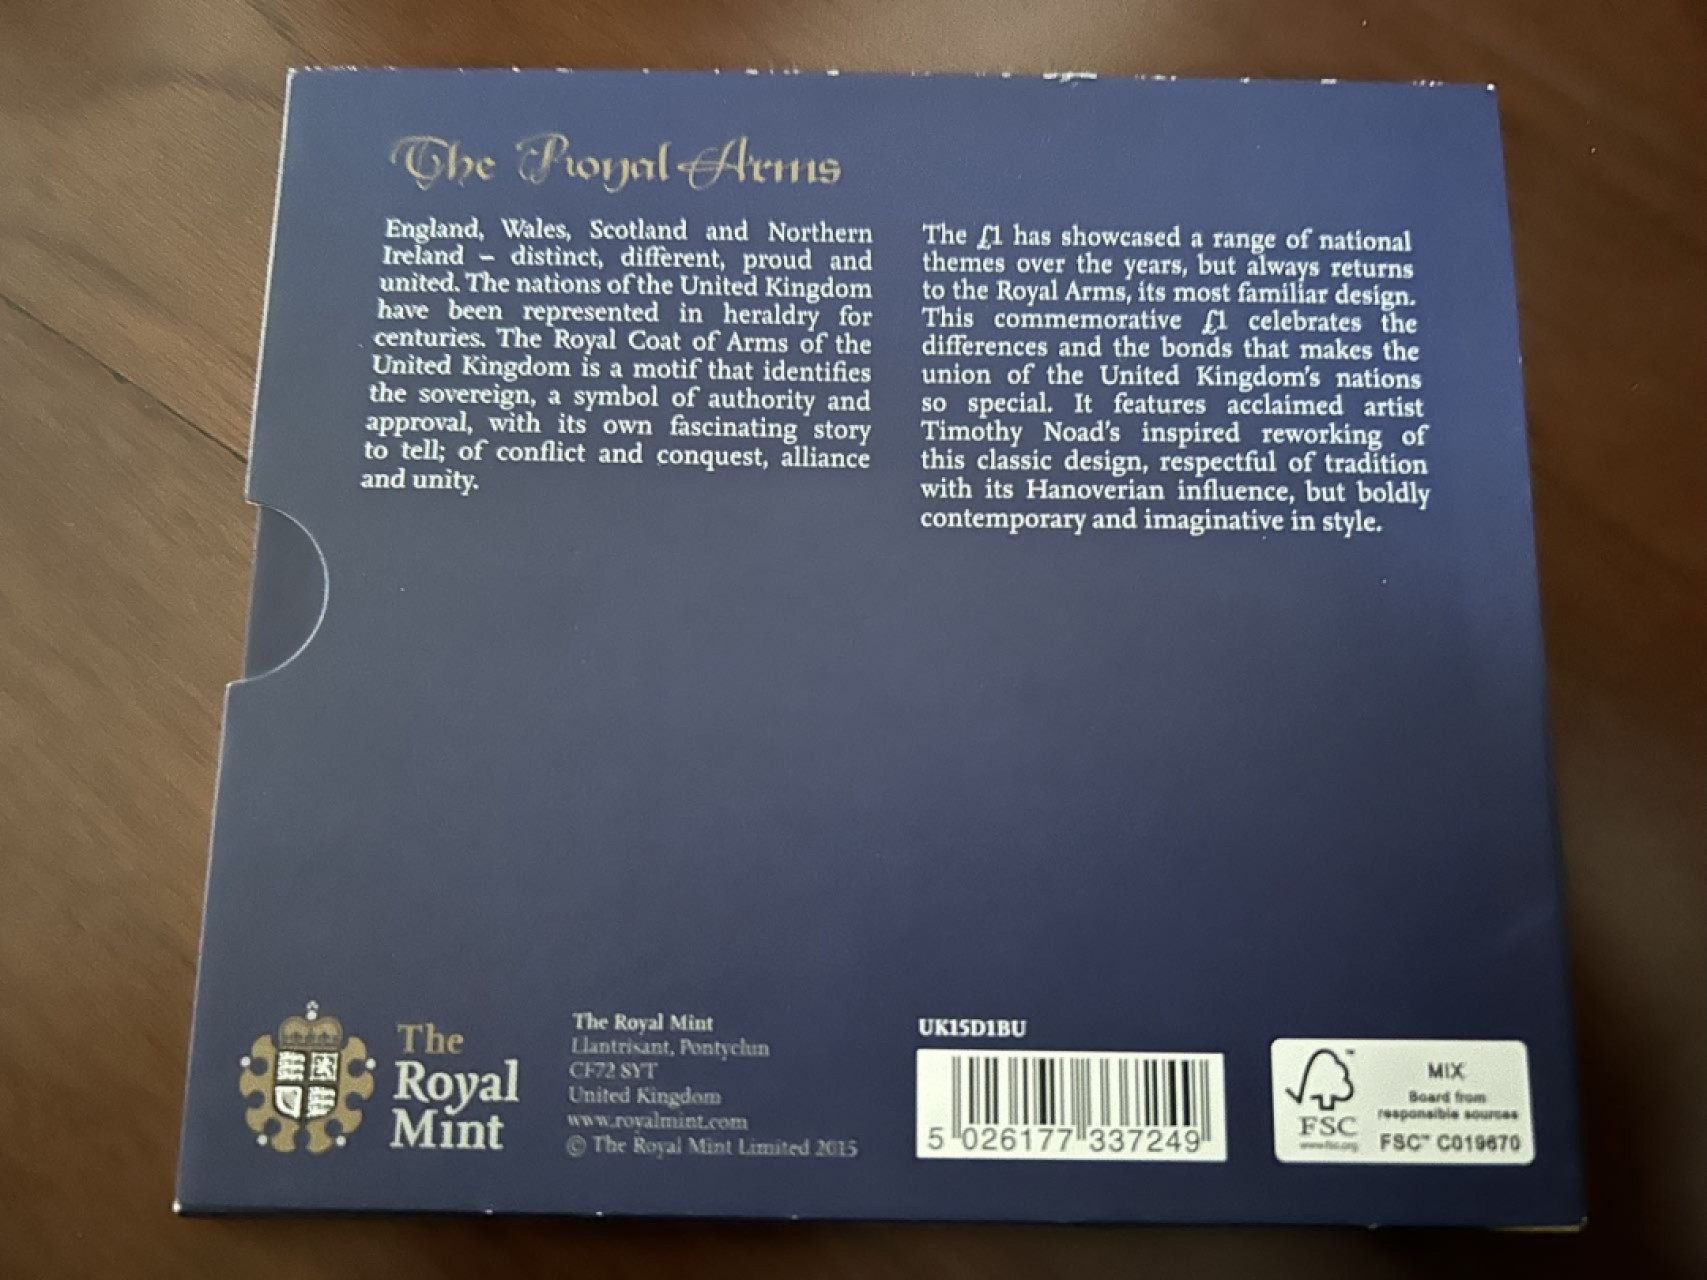 The Royal Arms
England, Wales, Scotland and Northern
Ireland – distinct, different, proud and
united. The nations of the United Kingdom
have been represented in heraldry for
centuries. The Royal Coat of Arms of the
United Kingdom is a motif that identifies
the sovereign, a symbol of authority and
approval, with its own fascinating story
to tell; of conflict and conquest, alliance
and unity.
The £1 has showcased a range of national
themes over the years, but always returns
to the Royal Arms, its most familiar design.
This commemorative £1 celebrates the
differences and the bonds that makes the
union of the United Kingdom's nations
so special. It features acclaimed artist
Timothy Noad's inspired reworking of
this classic design, respectful of tradition
with its Hanoverian influence, but boldly
contemporary and imaginative in style.
The
Royal
Mint
The Royal Mint
Llantrisant, Pontyclun
CF72 8YT
United Kingdom
www.royalmint.com
© The Royal Mint Limited 2015
UK15D1BU
5 026177 337249
™
FSC
www.fsc.org
MIX
Board from
responsible sources
FSC™ C019670